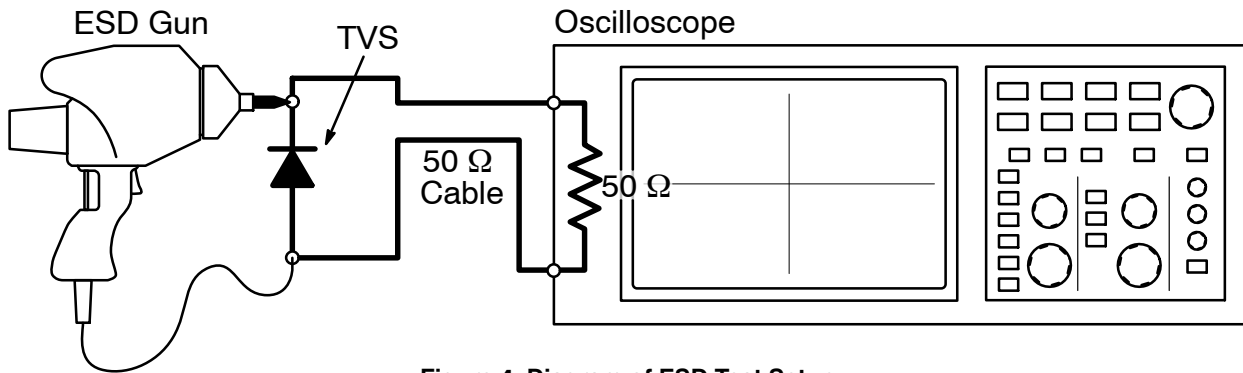 ESD Gun
TVS
Oscilloscope
50 Ω
Cable
50 Ω